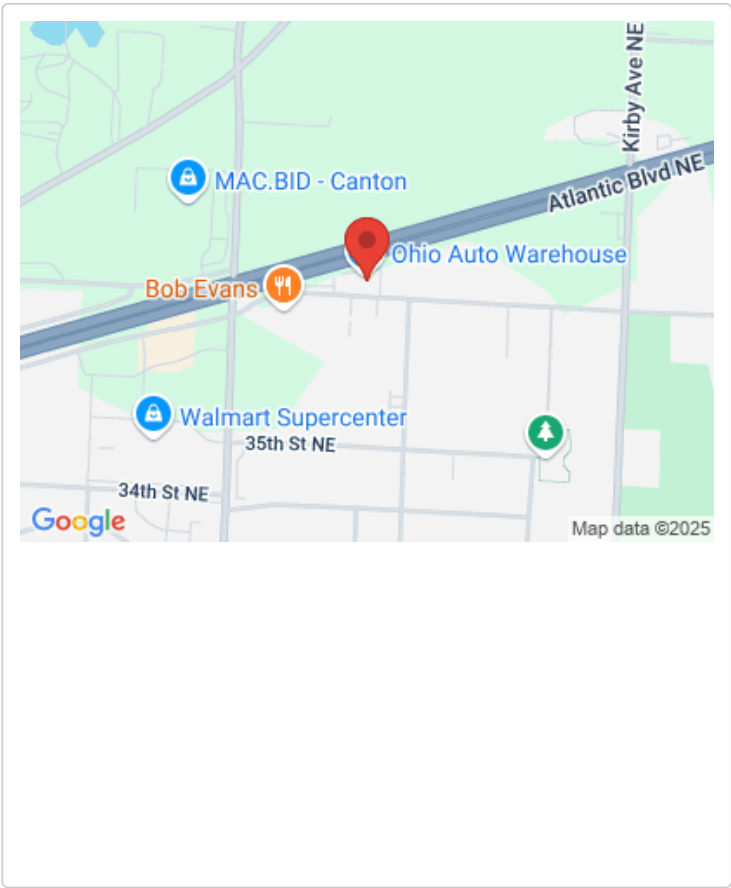 Kirby Ave NE
Atlantic Blvd NE
MAC.BID - Canton
Ohio Auto Warehouse
Bob Evans
Walmart Supercenter
35th St NE
34th St NE
Google
Map data ©2025